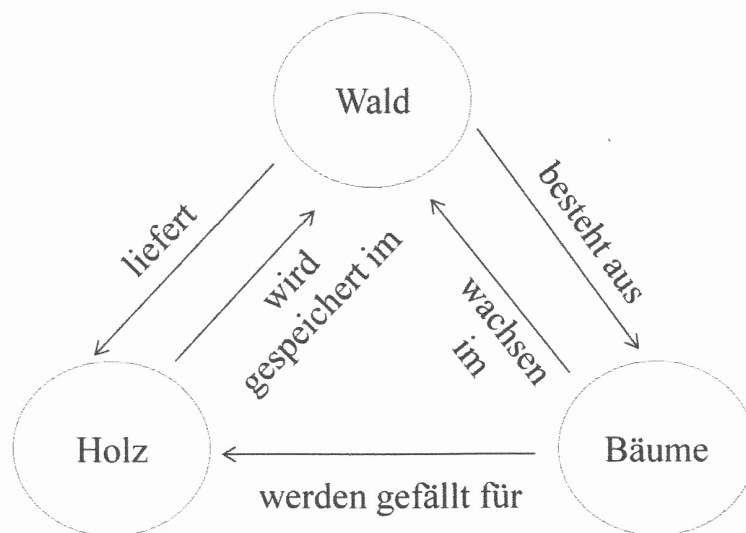 Wald
liefert
wird
gespeichert im
wachsen
im
besteht aus
Holz
Bäume
werden gefällt für